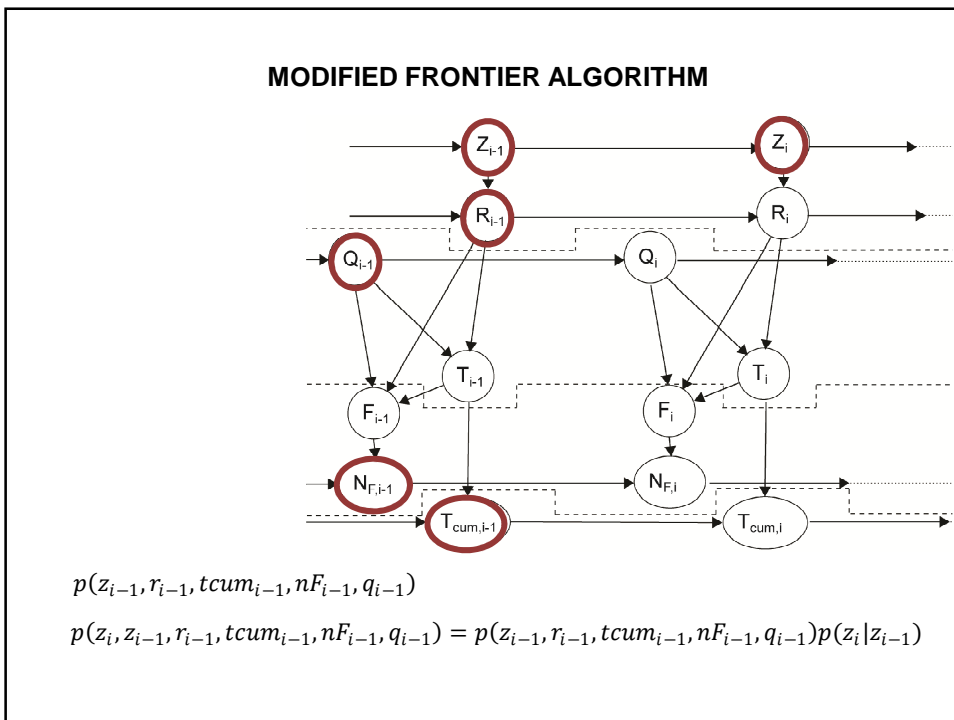 MODIFIED FRONTIER ALGORITHM
Z_{i-1} Z_i
R_{i-1} R_i
Q_{i-1} Q_i
T_{i-1} T_i
F_{i-1} F_i
N_{F,i-1} N_{F,i}
T_{cum,i-1} T_{cum,i}
p(z_{i−1}, r_{i−1}, tcum_{i−1}, nF_{i−1}, q_{i−1})
p(z_i, z_{i−1}, r_{i−1}, tcum_{i−1}, nF_{i−1}, q_{i−1}) = p(z_{i−1}, r_{i−1}, tcum_{i−1}, nF_{i−1}, q_{i−1})p(z_i|z_{i−1})